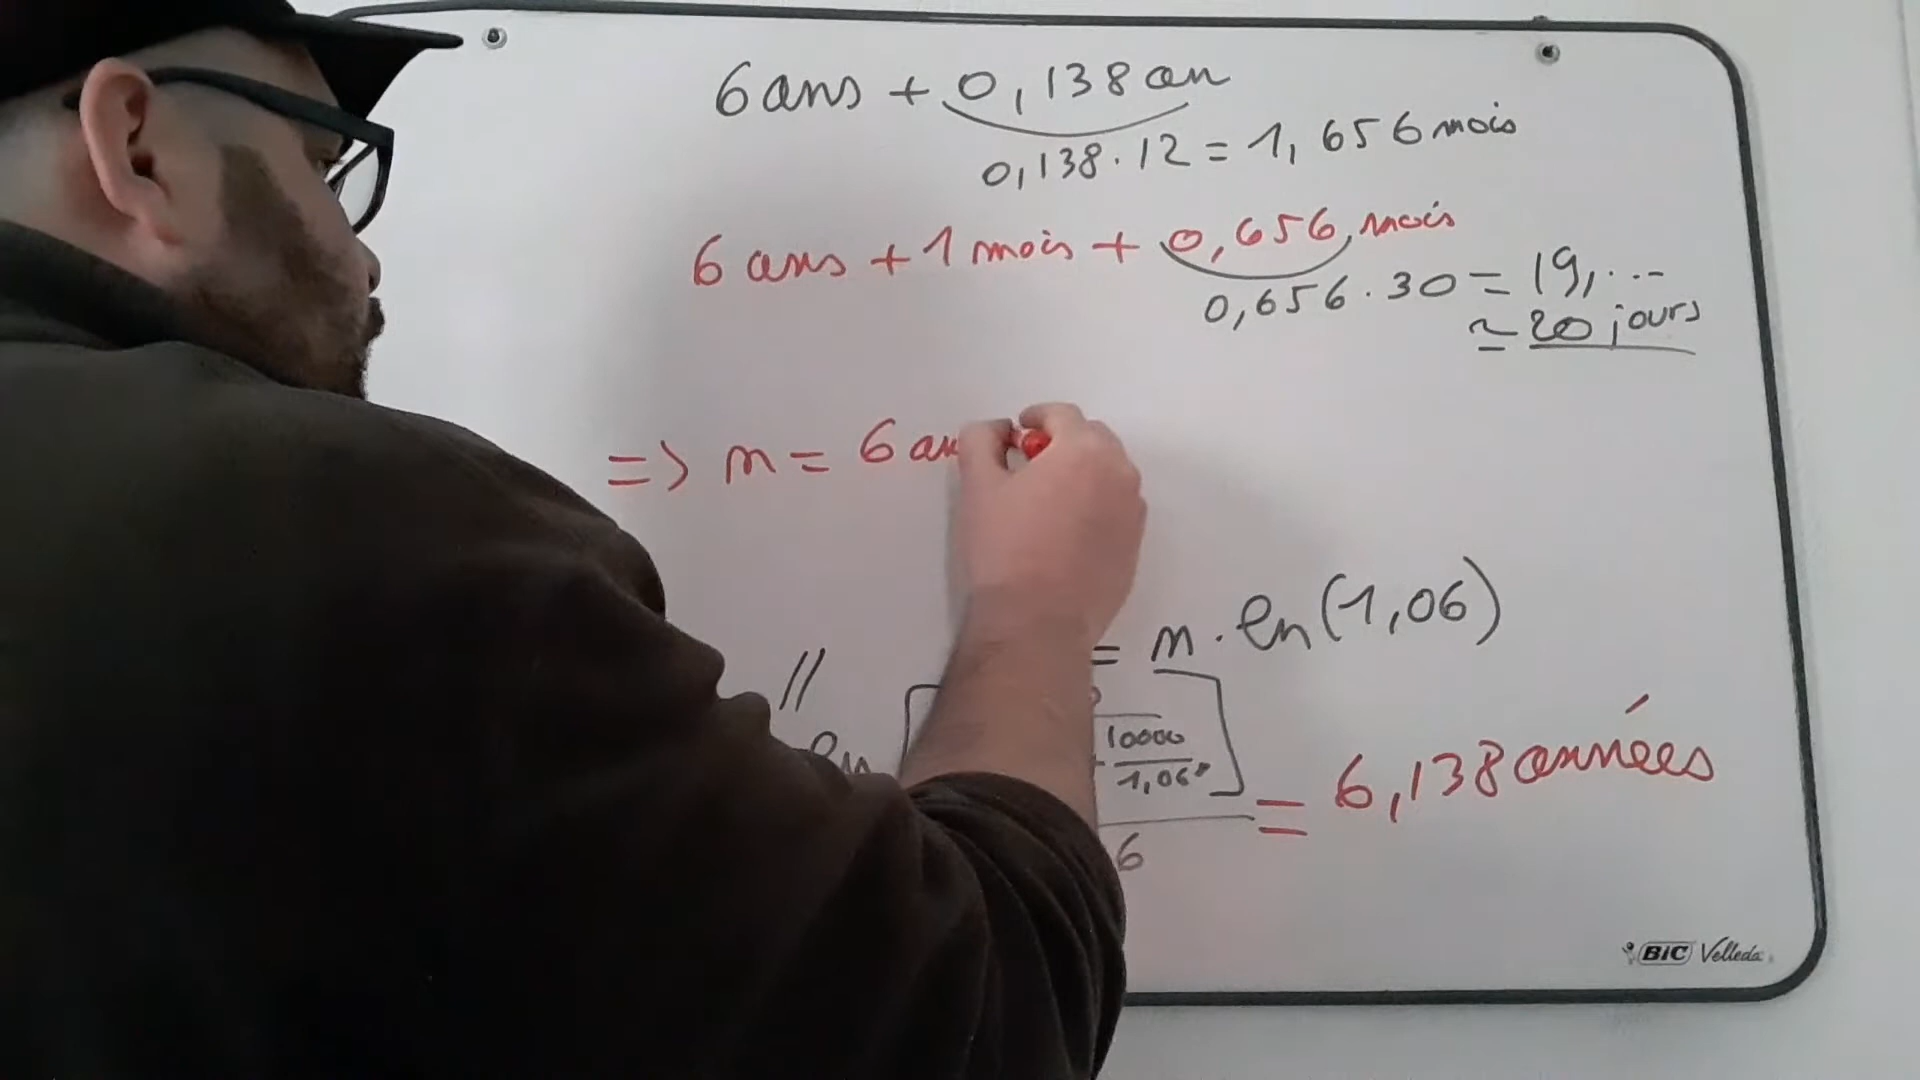 6 ans + 0,138 an
0,138 . 12 = 1,656 mois
6 ans + 1 mois + 0,656 mois
0,656 . 30 = 19,...
≃ 20 jours
=> n = 6 an
= n . ln(1,06)
//
ln
10000
1,06
= 6,138 années
6
BIC Velleda